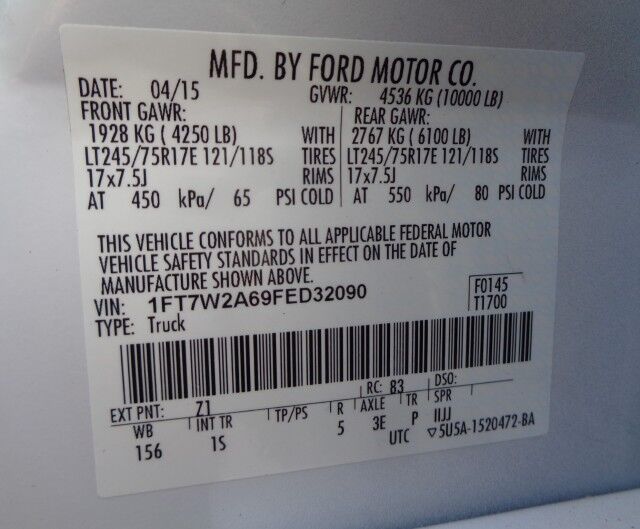 MFD. BY FORD MOTOR CO.
DATE: 04/15 GVWR: 4536 KG (10000 LB)
FRONT GAWR: REAR GAWR:
1928 KG ( 4250 LB) WITH 2767 KG ( 6100 LB) WITH
LT245/75R17E 121/118S TIRES LT245/75R17E 121/118S TIRES
17x7.5J RIMS 17x7.5J RIMS
AT 450 kPa/ 65 PSI COLD AT 550 kPa/ 80 PSI COLD
THIS VEHICLE CONFORMS TO ALL APPLICABLE FEDERAL MOTOR
VEHICLE SAFETY STANDARDS IN EFFECT ON THE DATE OF
MANUFACTURE SHOWN ABOVE.
VIN: 1FT7W2A69FED32090 F0145
TYPE: Truck T1700
EXT PNT: Z1 RC: 83 DSO:
WB INT TR TP/PS R AXLE TR SPR
156 1S 5 3E P IIJJ
UTC ▽5U5A-1520472-BA